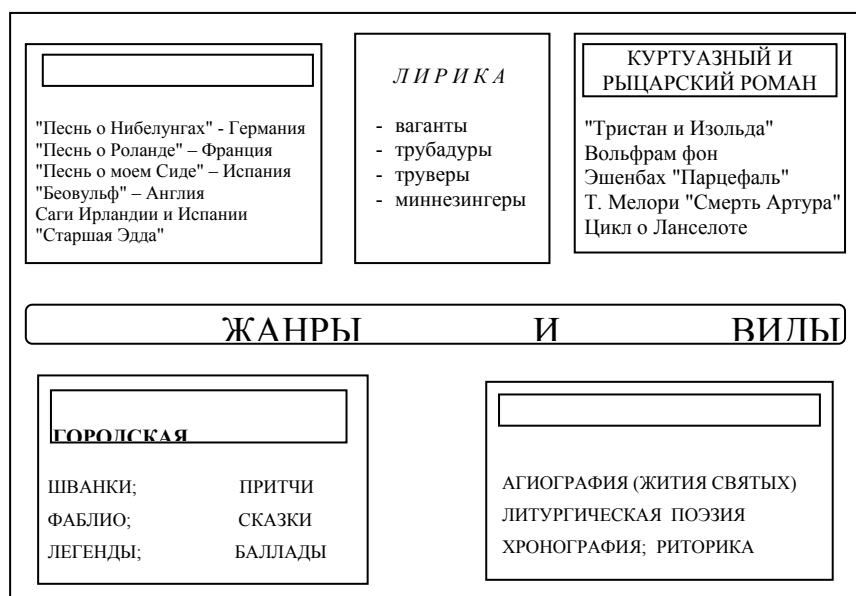 "Песнь о Нибелунгах" - Германия
"Песнь о Роланде" – Франция
"Песнь о моем Сиде" – Испания
"Беовульф" – Англия
Саги Ирландии и Испании
"Старшая Эдда"
Л И Р И К А
- ваганты
- трубадуры
- труверы
- миннезингеры
КУРТУАЗНЫЙ И
РЫЦАРСКИЙ РОМАН
"Тристан и Изольда"
Вольфрам фон
Эшенбах "Парцефаль"
Т. Мелори "Смерть Артура"
Цикл о Ланселоте
ЖАНРЫ И ВИДЫ
ГОРОДСКАЯ
ШВАНКИ; ПРИТЧИ
ФАБЛИО; СКАЗКИ
ЛЕГЕНДЫ; БАЛЛАДЫ
АГИОГРАФИЯ (ЖИТИЯ СВЯТЫХ)
ЛИТУРГИЧЕСКАЯ ПОЭЗИЯ
ХРОНОГРАФИЯ; РИТОРИКА